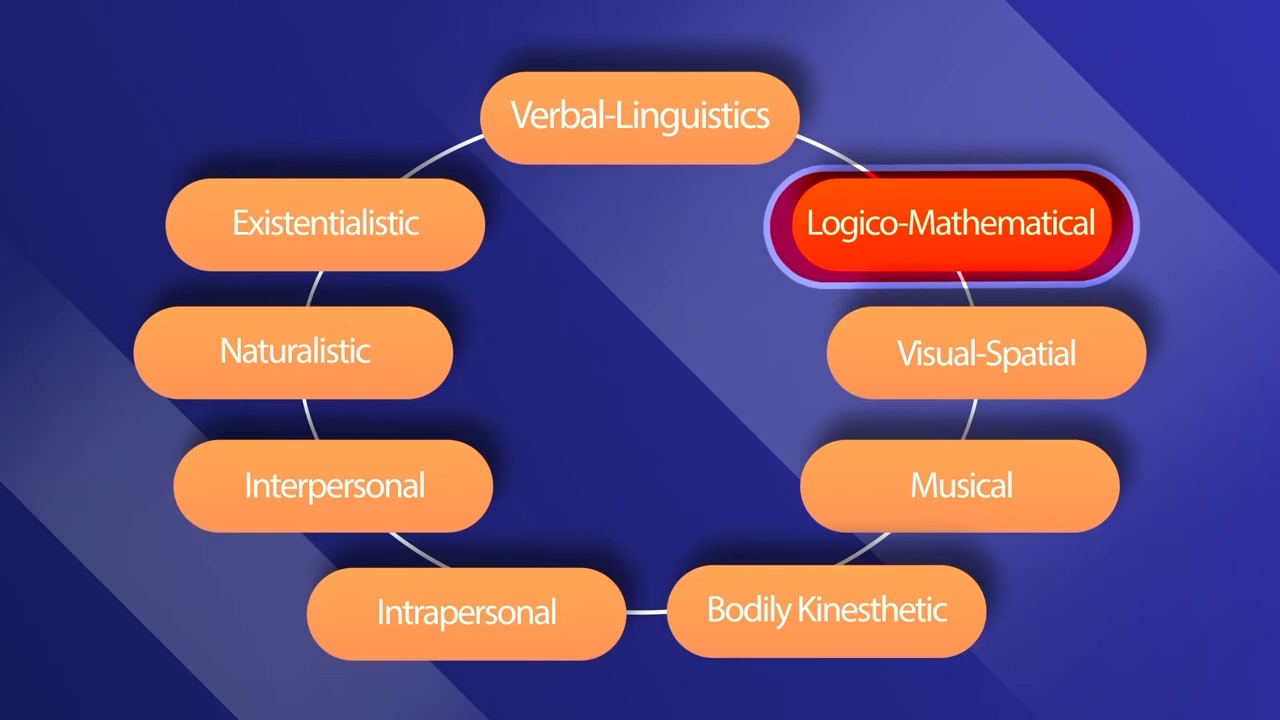 Verbal-Linguistics
Existentialistic
Logico-Mathematical
Naturalistic
Visual-Spatial
Interpersonal
Musical
Intrapersonal
Bodily Kinesthetic